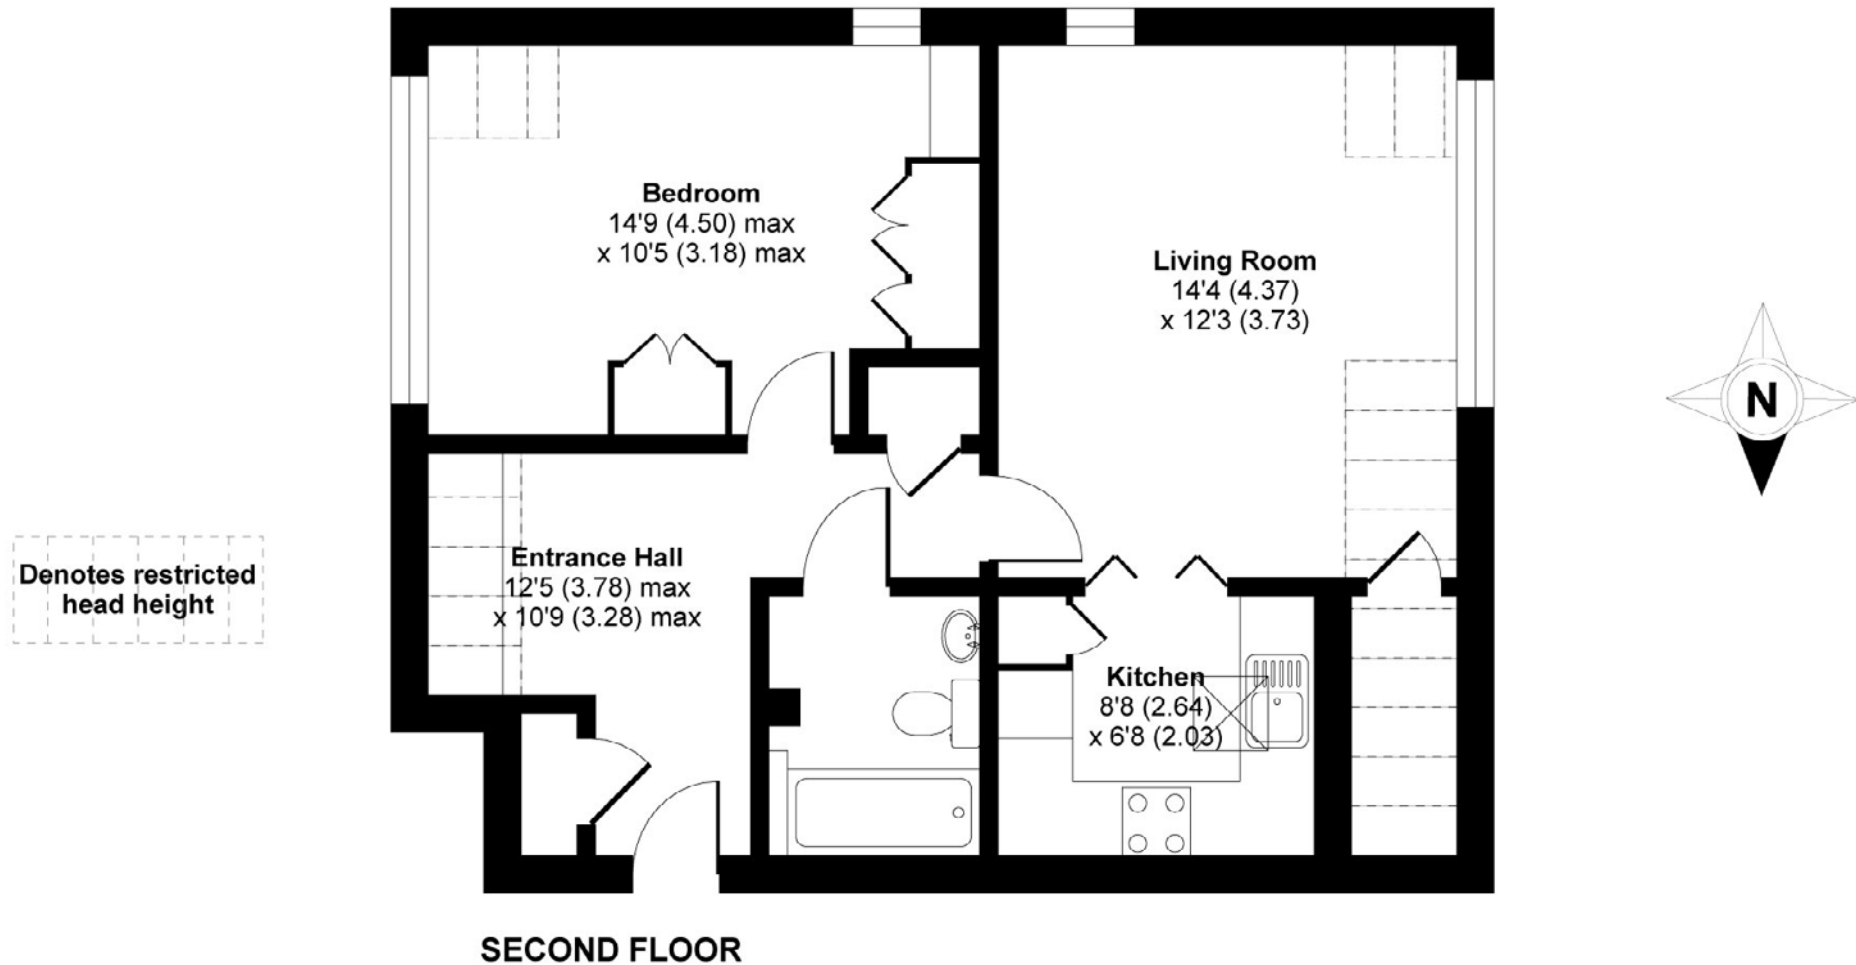 Bedroom
14'9 (4.50) max
x 10'5 (3.18) max
Living Room
14'4 (4.37)
x 12'3 (3.73)
N
Denotes restricted
head height
Entrance Hall
12'5 (3.78) max
x 10'9 (3.28) max
Kitchen
8'8 (2.64)
x 6'8 (2.03)
SECOND FLOOR